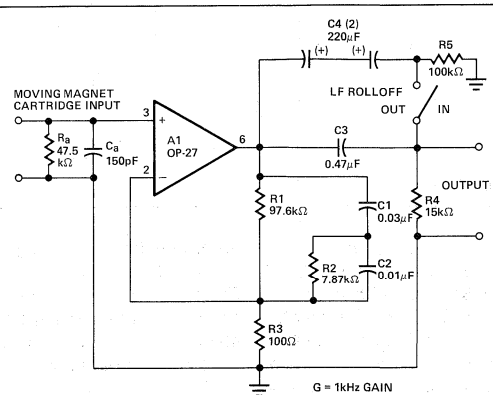 C4 (2)
220μF
(+) (+)
R5
100kΩ
LF ROLLOFF
OUT IN
MOVING MAGNET
CARTRIDGE INPUT
3
+
A1
OP-27
6
2
−
Ra
47.5
kΩ
Ca
150pF
C3
0.47μF
R1
97.6kΩ
C1
0.03μF
R4
15kΩ
OUTPUT
R2
7.87kΩ
C2
0.01μF
R3
100Ω
G = 1kHz GAIN